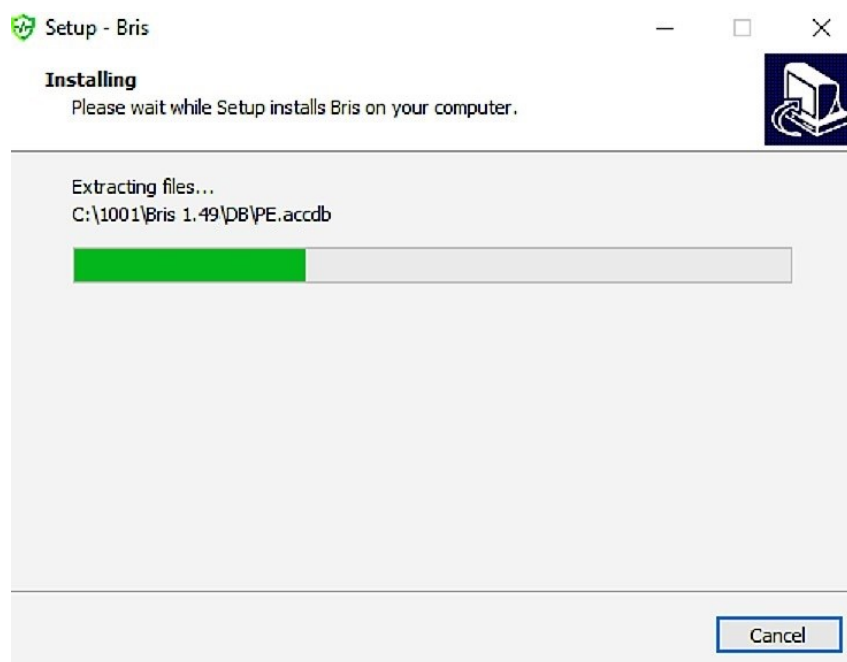 Setup - Bris
Installing
Please wait while Setup installs Bris on your computer.
Extracting files...
C:\1001\Bris 1.49\DB\PE.accdb
Cancel